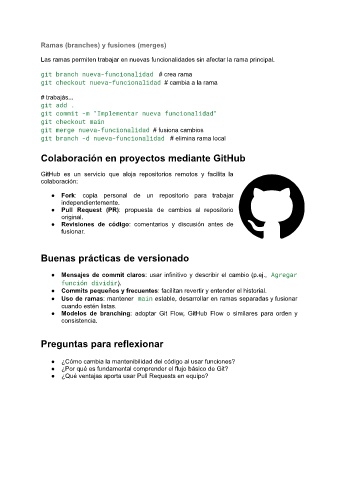 Ramas (branches) y fusiones (merges)
Las ramas permiten trabajar en nuevas funcionalidades sin afectar la rama principal.
git branch nueva-funcionalidad # crea rama
git checkout nueva-funcionalidad # cambia a la rama
# trabajás...
git add .
git commit -m "Implementar nueva funcionalidad"
git checkout main
git merge nueva-funcionalidad # fusiona cambios
git branch -d nueva-funcionalidad # elimina rama local
Colaboración en proyectos mediante GitHub
GitHub es un servicio que aloja repositorios remotos y facilita la
colaboración:
● Fork: copia personal de un repositorio para trabajar
independientemente.
● Pull Request (PR): propuesta de cambios al repositorio
original.
● Revisiones de código: comentarios y discusión antes de
fusionar.
Buenas prácticas de versionado
● Mensajes de commit claros: usar infinitivo y describir el cambio (p.ej., Agregar
función dividir).
● Commits pequeños y frecuentes: facilitan revertir y entender el historial.
● Uso de ramas: mantener main estable, desarrollar en ramas separadas y fusionar
cuando estén listas.
● Modelos de branching: adoptar Git Flow, GitHub Flow o similares para orden y
consistencia.
Preguntas para reflexionar
● ¿Cómo cambia la mantenibilidad del código al usar funciones?
● ¿Por qué es fundamental comprender el flujo básico de Git?
● ¿Qué ventajas aporta usar Pull Requests en equipo?